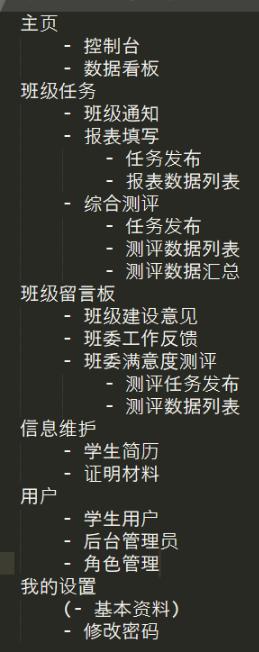 主页
- 控制台
- 数据看板
班级任务
- 班级通知
- 报表填写
- 任务发布
- 报表数据列表
- 综合测评
- 任务发布
- 测评数据列表
- 测评数据汇总
班级留言板
- 班级建设意见
- 班委工作反馈
- 班委满意度测评
- 测评任务发布
- 测评数据列表
信息维护
- 学生简历
- 证明材料
用户
- 学生用户
- 后台管理员
- 角色管理
我的设置
(- 基本资料)
- 修改密码